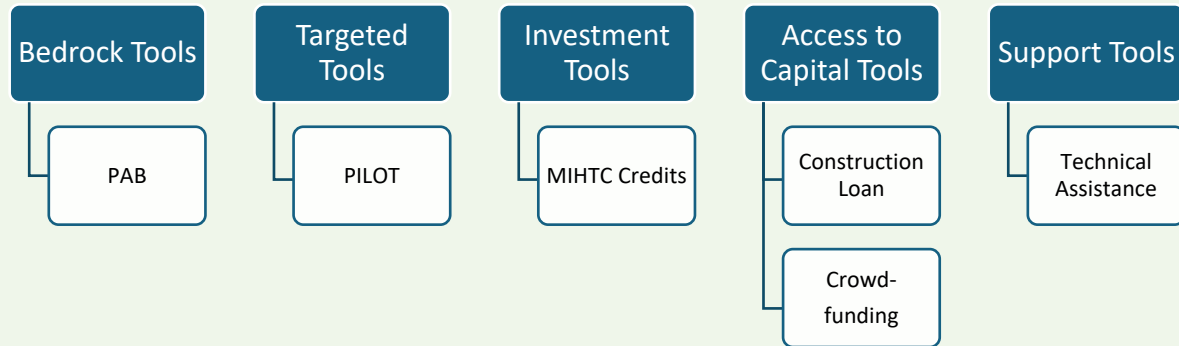 Bedrock Tools
PAB
Targeted
Tools
PILOT
Investment
Tools
MIHTC Credits
Access to
Capital Tools
Construction
Loan
Crowd-
funding
Support Tools
Technical
Assistance